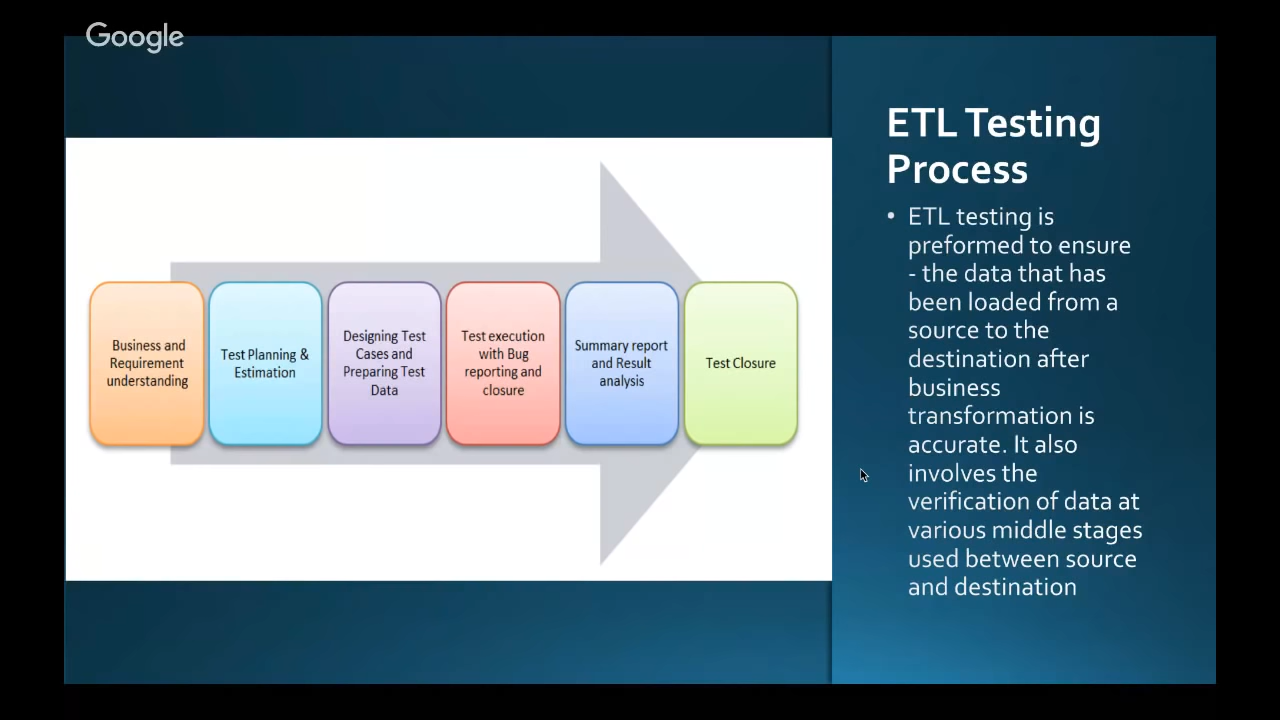 Google
Business and
Requirement
understanding
Test Planning &
Estimation
Designing Test
Cases and
Preparing Test
Data
Test execution
with Bug
reporting and
closure
Summary report
and Result
analysis
Test Closure
ETL Testing
Process
• ETL testing is
preformed to ensure
- the data that has
been loaded from a
source to the
destination after
business
transformation is
accurate. It also
involves the
verification of data at
various middle stages
used between source
and destination